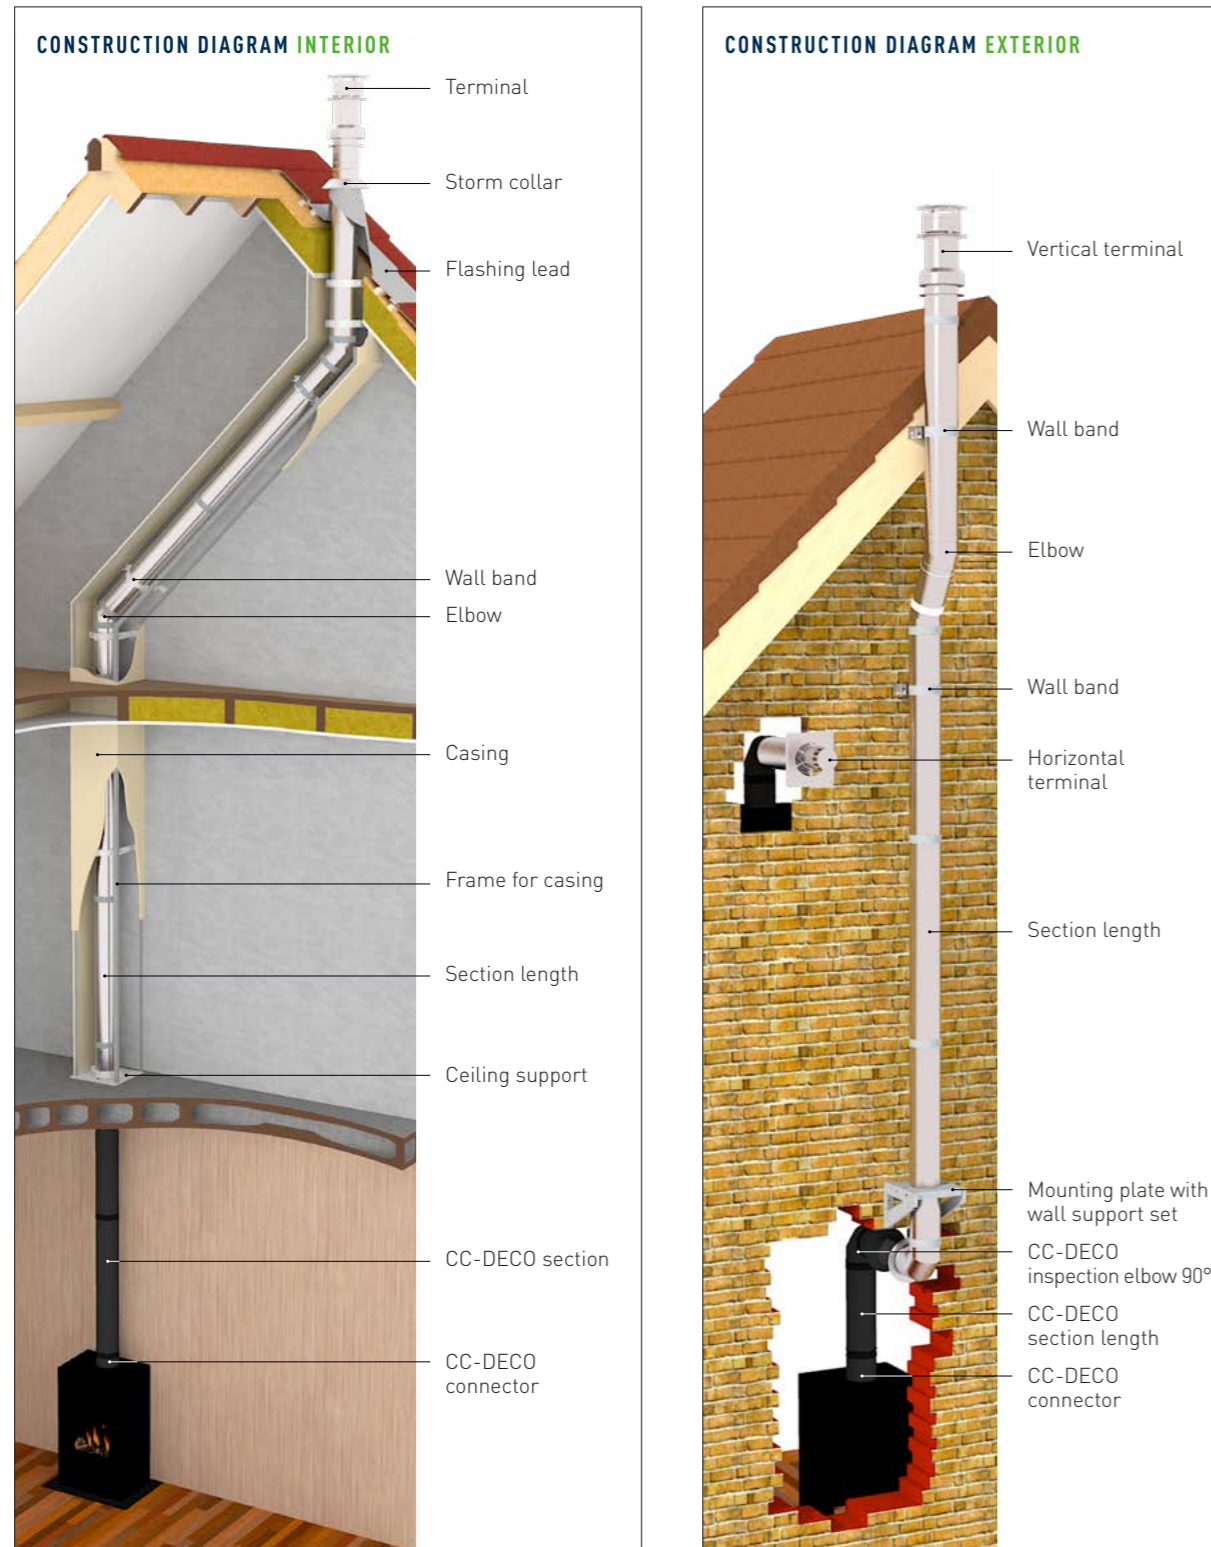 CONSTRUCTION DIAGRAM INTERIOR
Terminal
Storm collar
Flashing lead
Wall band
Elbow
Casing
Frame for casing
Section length
Ceiling support
CC-DECO section
CC-DECO
connector
CONSTRUCTION DIAGRAM EXTERIOR
Vertical terminal
Wall band
Elbow
Wall band
Horizontal
terminal
Section length
Mounting plate with
wall support set
CC-DECO
inspection elbow 90°
CC-DECO
section length
CC-DECO
connector